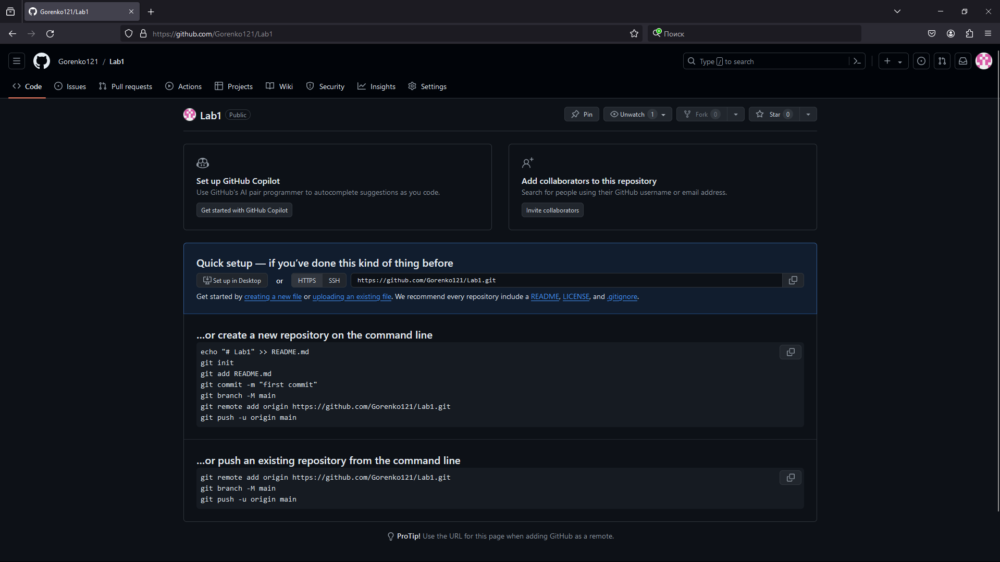 Gorenko121/Lab1
https://github.com/Gorenko121/Lab1
Поиск
Gorenko121 / Lab1
Type / to search
Code Issues Pull requests Actions Projects Wiki Security Insights Settings
Lab1 Public
Pin Unwatch 1 Fork 0 Star 0
Set up GitHub Copilot
Use GitHub's AI pair programmer to autocomplete suggestions as you code.
Get started with GitHub Copilot
Add collaborators to this repository
Search for people using their GitHub username or email address.
Invite collaborators
Quick setup — if you’ve done this kind of thing before
Set up in Desktop or HTTPS SSH https://github.com/Gorenko121/Lab1.git
Get started by creating a new file or uploading an existing file. We recommend every repository include a README, LICENSE, and .gitignore.
…or create a new repository on the command line
echo "# Lab1" >> README.md
git init
git add README.md
git commit -m "first commit"
git branch -M main
git remote add origin https://github.com/Gorenko121/Lab1.git
git push -u origin main
…or push an existing repository from the command line
git remote add origin https://github.com/Gorenko121/Lab1.git
git branch -M main
git push -u origin main
ProTip! Use the URL for this page when adding GitHub as a remote.